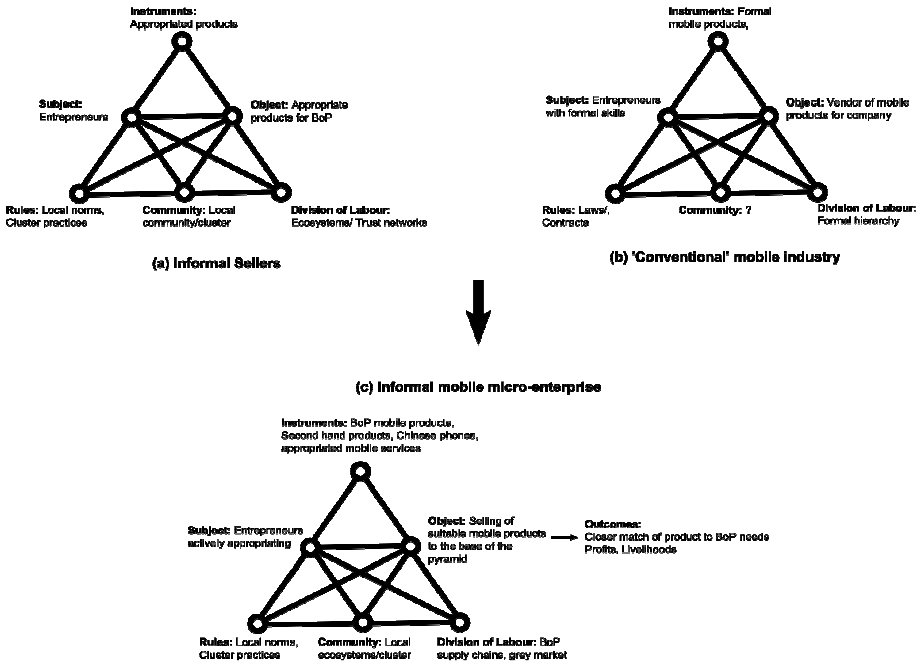 Instruments:
Appropriated products
Subject:
Entrepreneurs
Object: Appropriate
products for BoP
Rules: Local norms,
Cluster practices
Community: Local
community/cluster
Division of Labour:
Ecosystems/ Trust networks
(a) Informal Sellers
Instruments: Formal
mobile products,
Subject: Entrepreneurs
with formal skills
Object: Vendor of mobile
products for company
Rules: Laws/,
Contracts
Community: ?
Division of Labour:
Formal hierarchy
(b) 'Conventional' mobile industry
(c) Informal mobile micro-enterprise
Instruments: BoP mobile products,
Second hand products, Chinese phones,
appropriated mobile services
Subject: Entrepreneurs
actively appropriating
Object: Selling of
suitable mobile products
to the base of the
pyramid
Outcomes:
Closer match of product to BoP needs
Profits, Livelihoods
Rules: Local norms,
Cluster practices
Community: Local
ecosystems/cluster
Division of Labour: BoP
supply chains, grey market